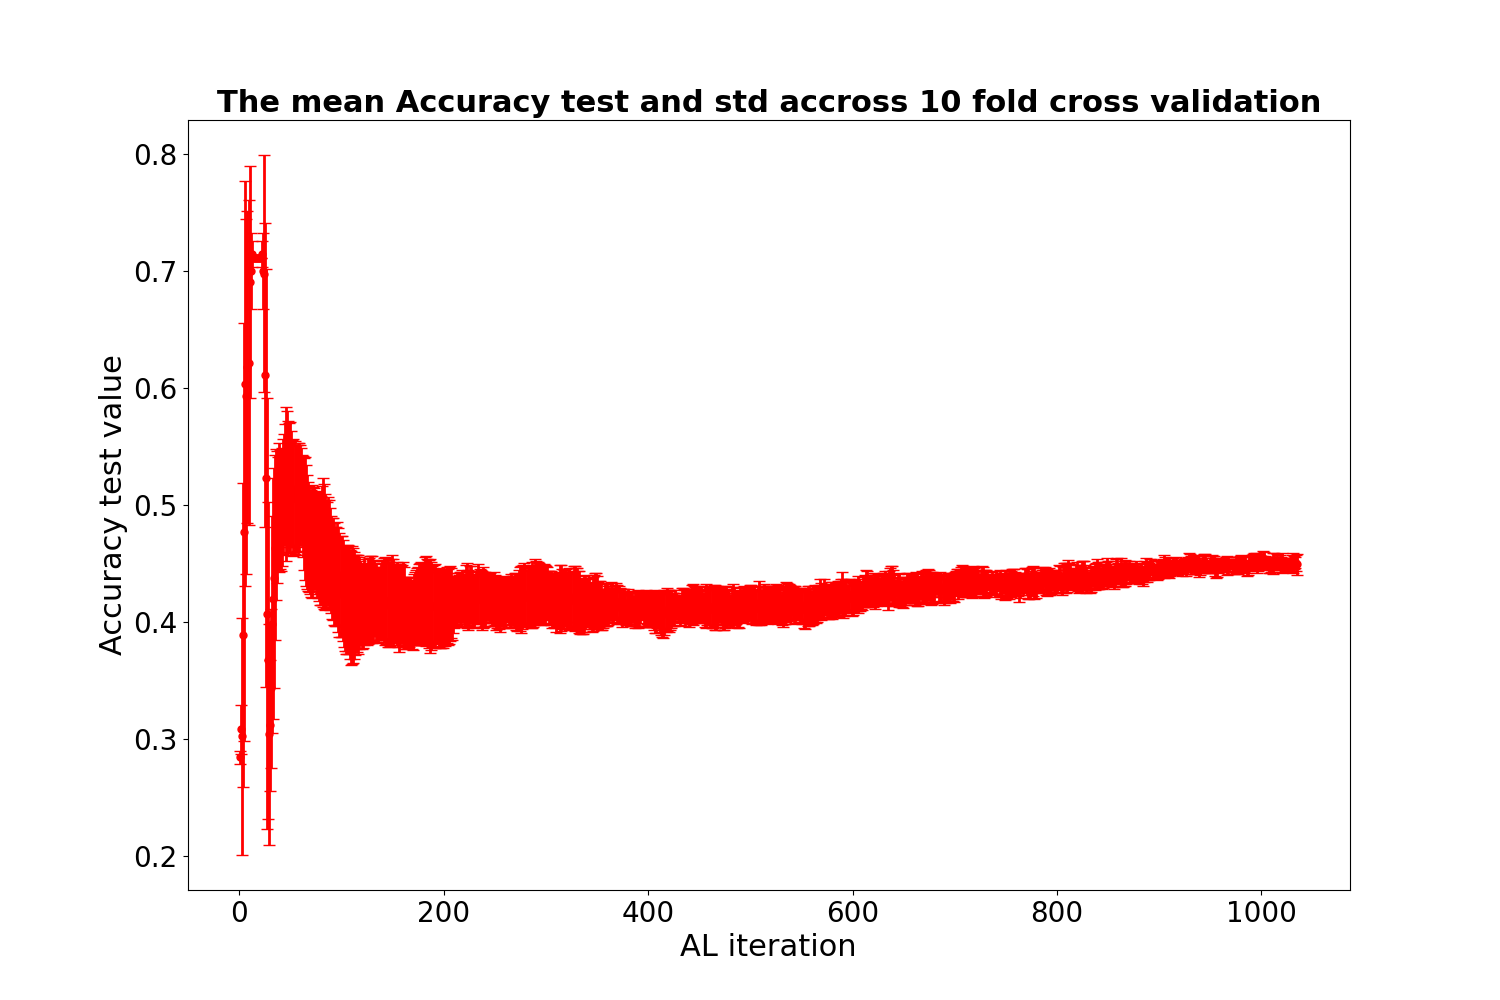 The mean Accuracy test and std accross 10 fold cross validation
0.8
0.7
0.6
0.5
0.4
0.3
0.2
Accuracy test value
0 200 400 600 800 1000
AL iteration